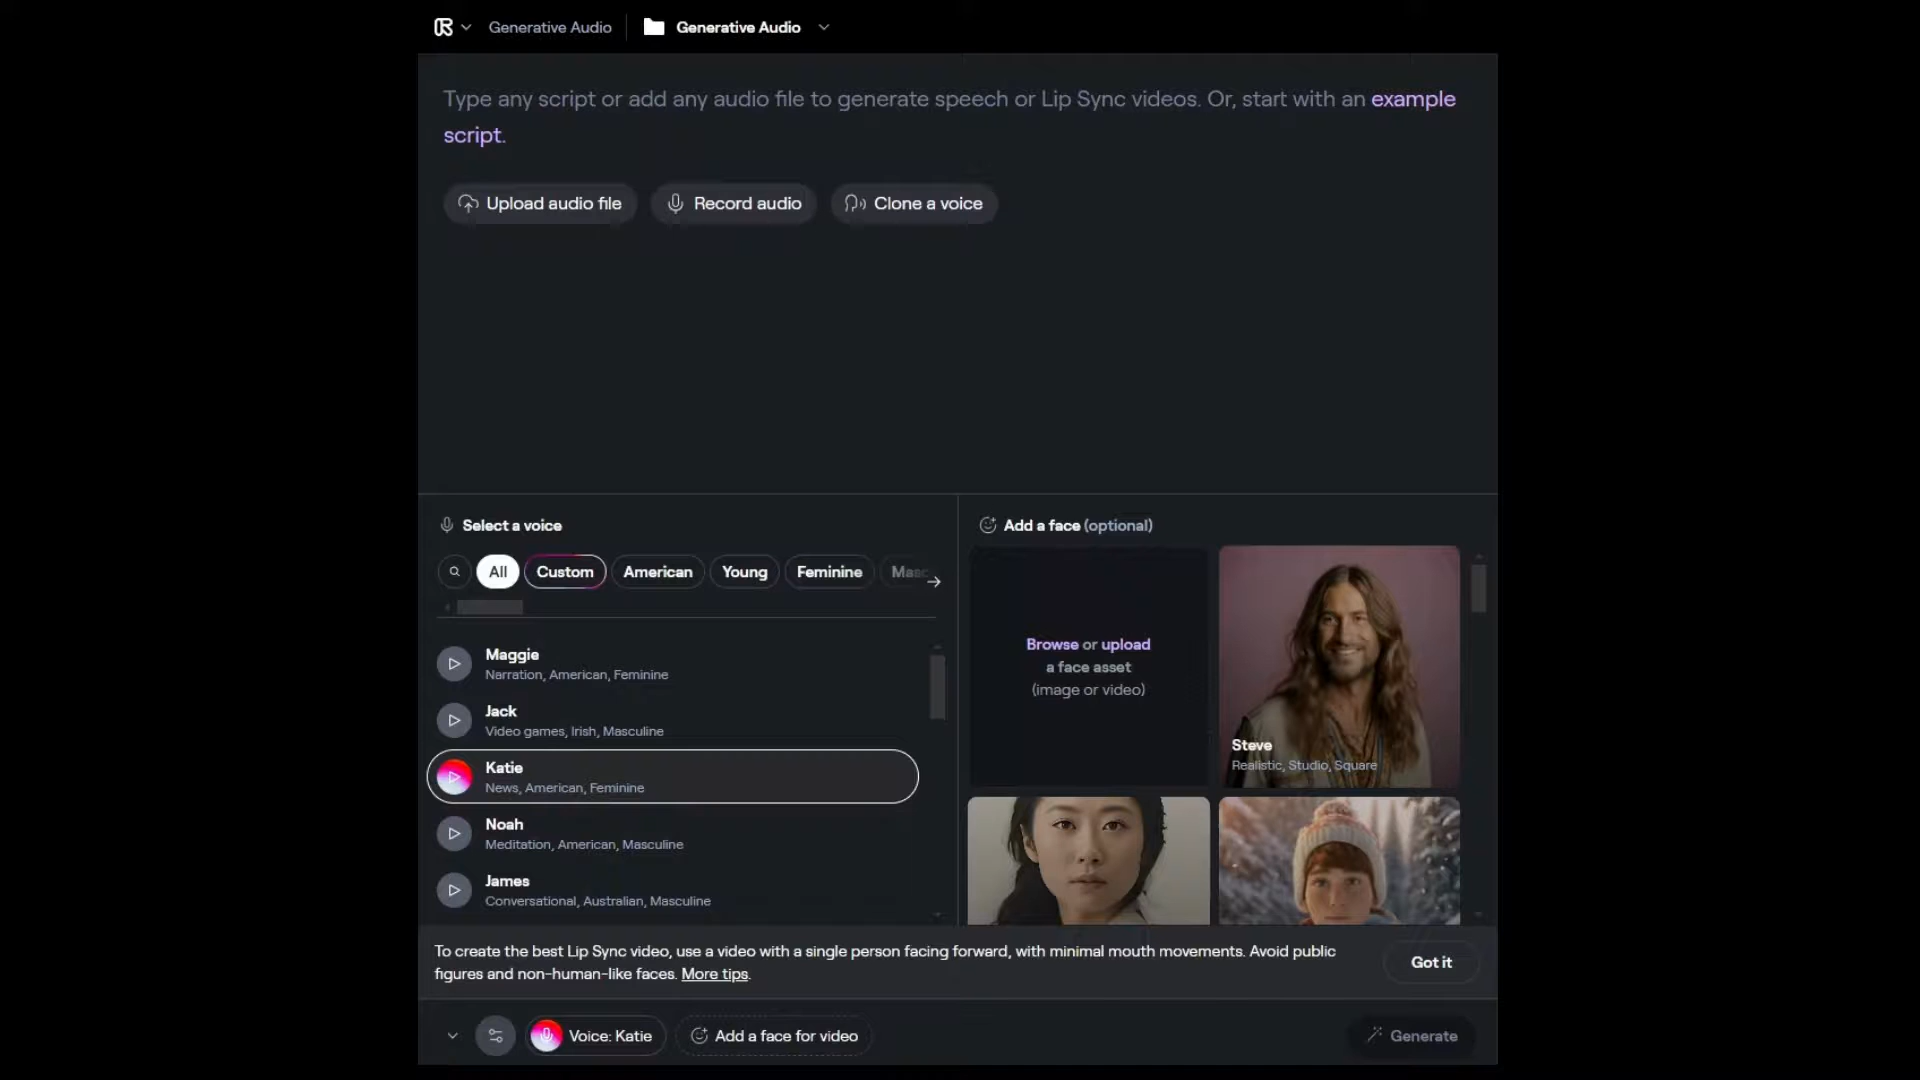 Generative Audio
Generative Audio
Type any script or add any audio file to generate speech or Lip Sync videos. Or, start with an example
script.
Upload audio file
Record audio
Clone a voice
Select a voice
All
Custom
American
Young
Feminine
Maggie
Narration, American, Feminine
Jack
Video games, Irish, Masculine
Katie
News, American, Feminine
Noah
Meditation, American, Masculine
James
Conversational, Australian, Masculine
Add a face (optional)
Browse or upload
a face asset
(image or video)
Steve
Realistic, Studio, Square
To create the best Lip Sync video, use a video with a single person facing forward, with minimal mouth movements. Avoid public
figures and non-human-like faces. More tips.
Got it
Voice: Katie
Add a face for video
Generate